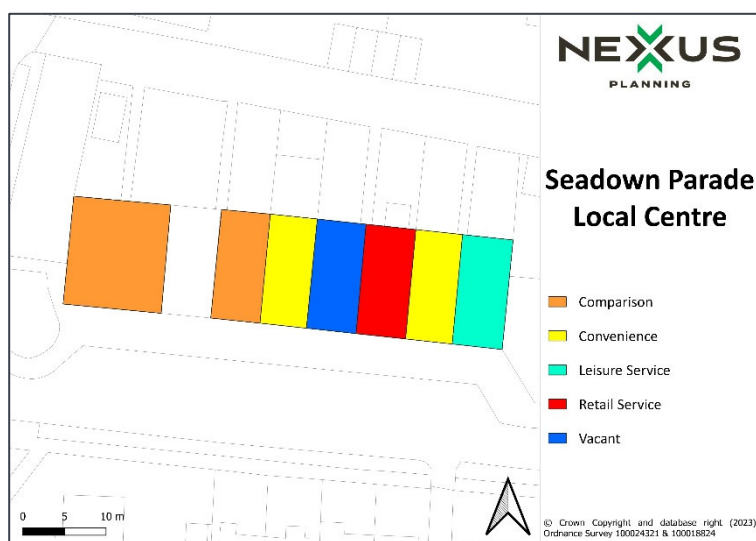 NEXUS
PLANNING
Seadown Parade
Local Centre
Comparison
Convenience
Leisure Service
Retail Service
Vacant
0 5 10 m
© Crown Copyright and database right (2023)
Ordnance Survey 100024321 & 100018824